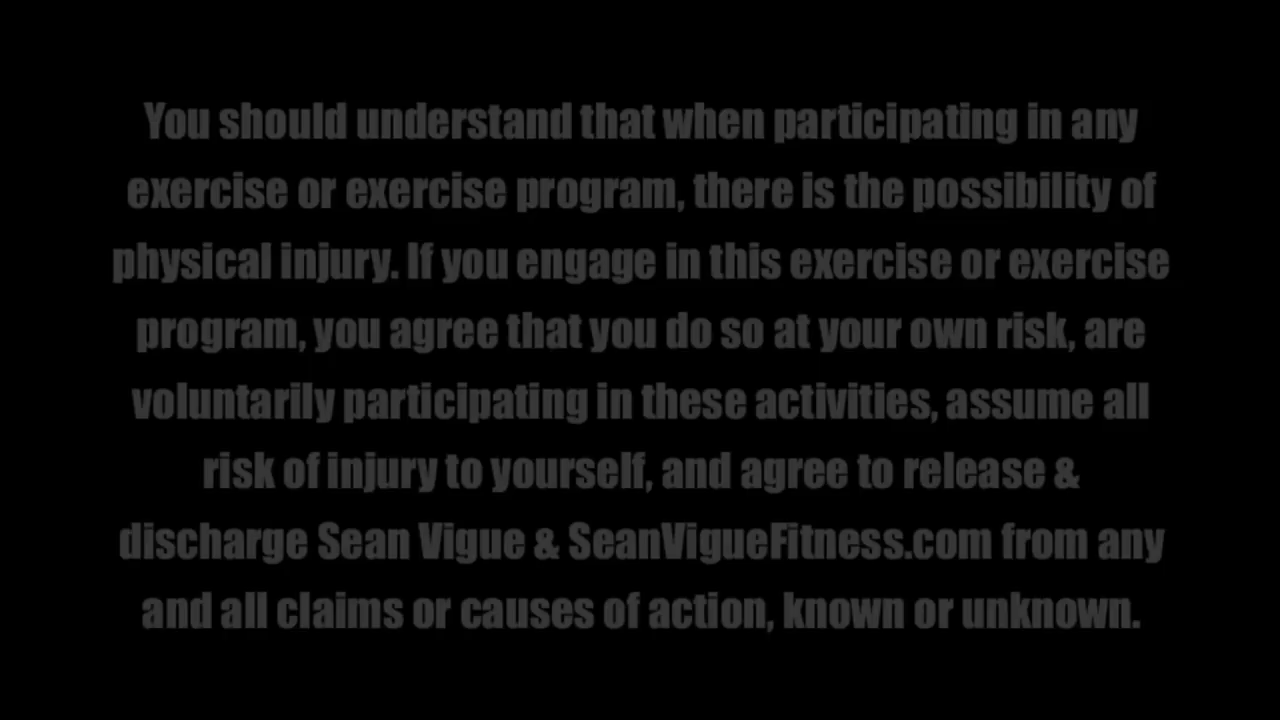 You should understand that when participating in any
exercise or exercise program, there is the possibility of
physical injury. If you engage in this exercise or exercise
program, you agree that you do so at your own risk, are
voluntarily participating in these activities, assume all
risk of injury to yourself, and agree to release &
discharge Sean Vigue & SeanVigueFitness.com from any
and all claims or causes of action, known or unknown.